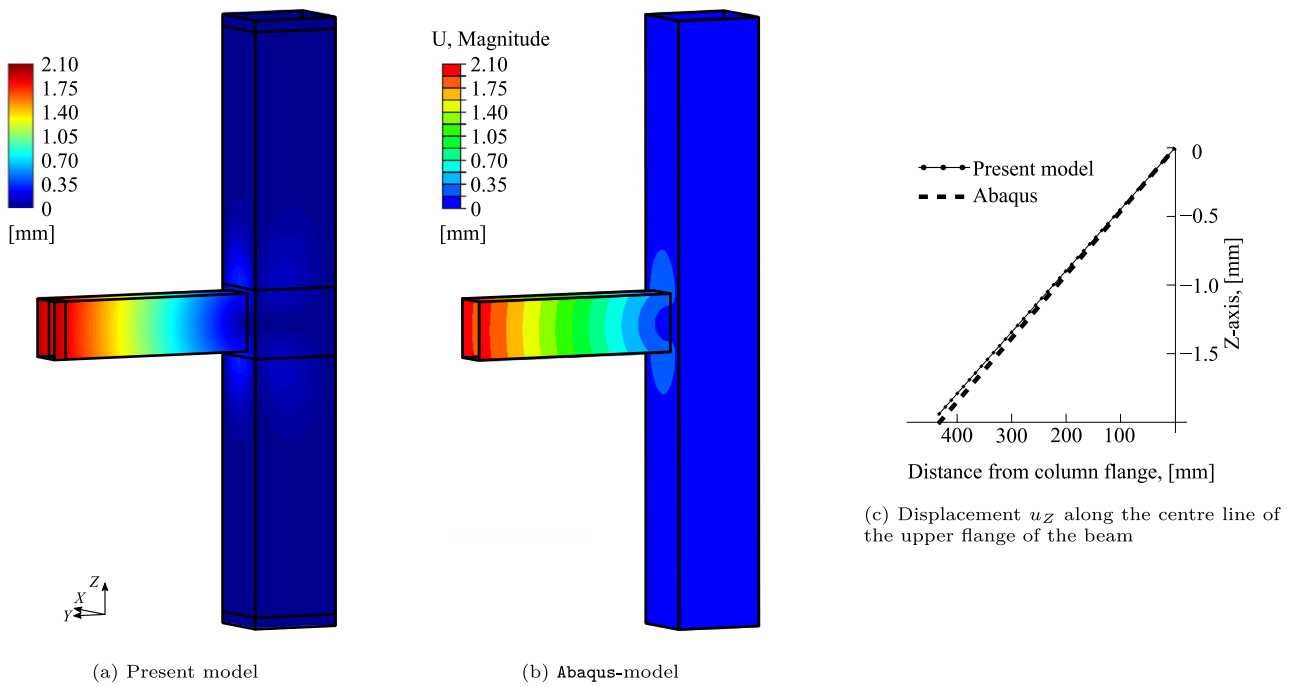 2.10
1.75
1.40
1.05
0.70
0.35
0
[mm]
Z
X
Y
(a) Present model
U, Magnitude
2.10
1.75
1.40
1.05
0.70
0.35
0
[mm]
(b) Abaqus-model
Present model
Abaqus
0
−0.5
−1.0
−1.5
Z-axis, [mm]
400 300 200 100
Distance from column flange, [mm]
(c) Displacement uZ along the centre line of
the upper flange of the beam